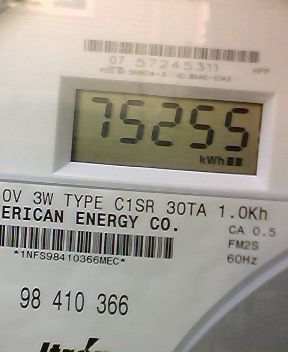 07 57245311
75255
kWh
0V 3W TYPE C1SR 30TA 1.0Kh
ERICAN ENERGY CO.
CA 0.5
FM2S
*1NFS98410366MEC*
60Hz
98 410 366
Itron